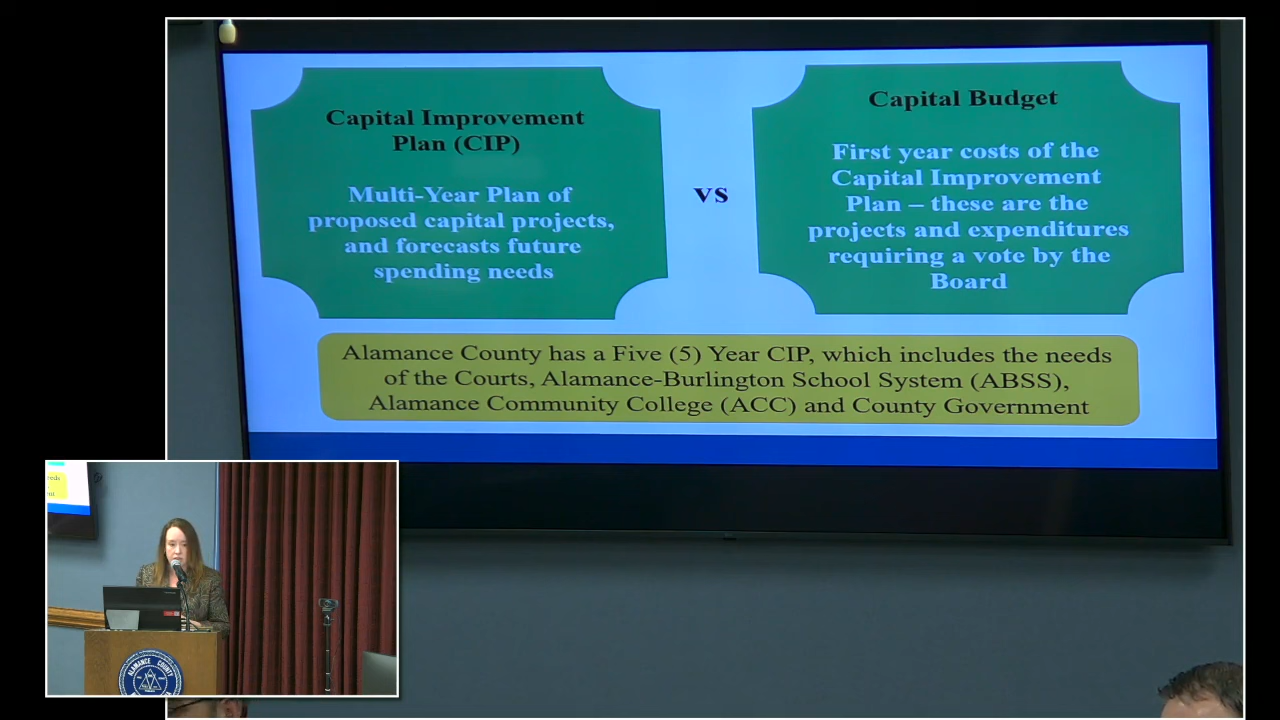 Capital Improvement
Plan (CIP)
Multi-Year Plan of
proposed capital projects,
and forecasts future
spending needs
vs
Capital Budget
First year costs of the
Capital Improvement
Plan – these are the
projects and expenditures
requiring a vote by the
Board
Alamance County has a Five (5) Year CIP, which includes the needs
of the Courts, Alamance-Burlington School System (ABSS),
Alamance Community College (ACC) and County Government
ALAMANCE COUNTY